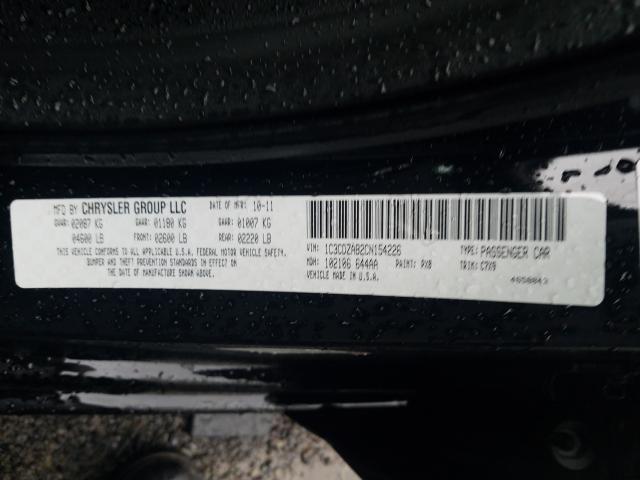 MFD BY CHRYSLER GROUP LLC DATE OF MFR: 10-11
GVWR: 02087 KG GAWR: 01180 KG GAWR: 01007 KG
04600 LB FRONT: 02600 LB REAR: 02220 LB
THIS VEHICLE CONFORMS TO ALL APPLICABLE U.S.A. FEDERAL MOTOR VEHICLE SAFETY,
BUMPER AND THEFT PREVENTION STANDARDS IN EFFECT ON
THE DATE OF MANUFACTURE SHOWN ABOVE.
VIN: 1C3CDZAB2CN154226 TYPE: PASSENGER CAR
MDH: 102106 644AA PAINT: PX8 TRIM: C7X9
MADE IN U.S.A. 4658843